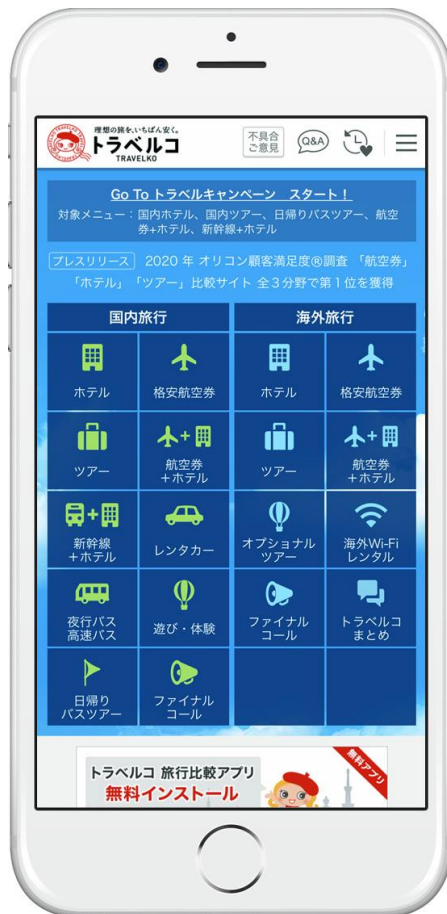 理想の旅を、いちばん安く。
トラベルコ
TRAVELKO
不具合
ご意見
Q&A
Go To トラベルキャンペーン スタート！
対象メニュー：国内ホテル、国内ツアー、日帰りバスツアー、航空
券+ホテル、新幹線+ホテル
プレスリリース 2020 年 オリコン顧客満足度®調査 「航空券」
「ホテル」「ツアー」比較サイト 全３分野で第１位を獲得
国内旅行
ホテル
格安航空券
ツアー
航空券
+ホテル
新幹線
+ホテル
レンタカー
夜行バス
高速バス
遊び・体験
日帰り
バスツアー
ファイナル
コール
海外旅行
ホテル
格安航空券
ツアー
航空券
+ホテル
オプショナル
ツアー
海外Wi-Fi
レンタル
ファイナル
コール
トラベルコ
まとめ
トラベルコ 旅行比較アプリ
無料インストール
無料アプリ